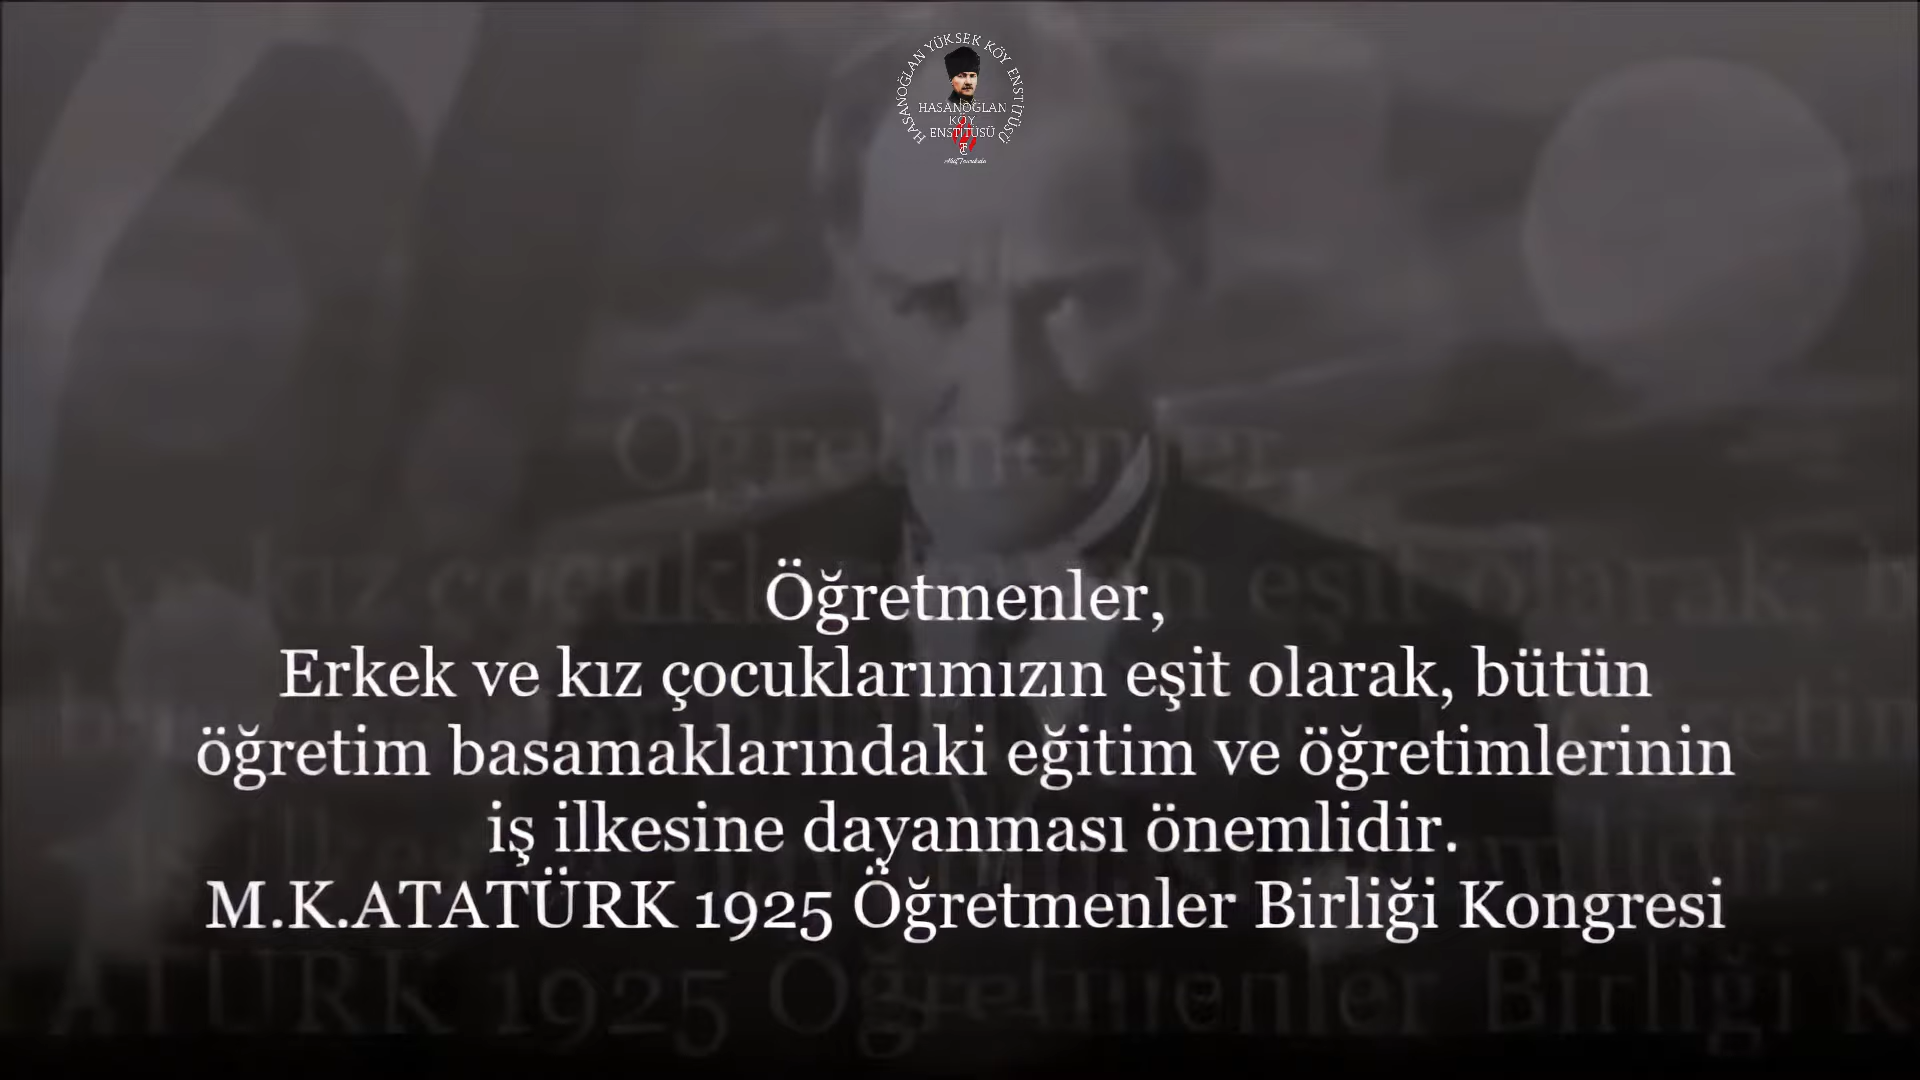 HASANOĞLAN YÜKSEK KÖY ENSTİTÜSÜ
HASANOĞLAN
KÖY
ENSTİTÜSÜ
Öğretmenler,
Erkek ve kız çocuklarımızın eşit olarak, bütün
öğretim basamaklarındaki eğitim ve öğretimlerinin
iş ilkesine dayanması önemlidir.
M.K.ATATÜRK 1925 Öğretmenler Birliği Kongresi